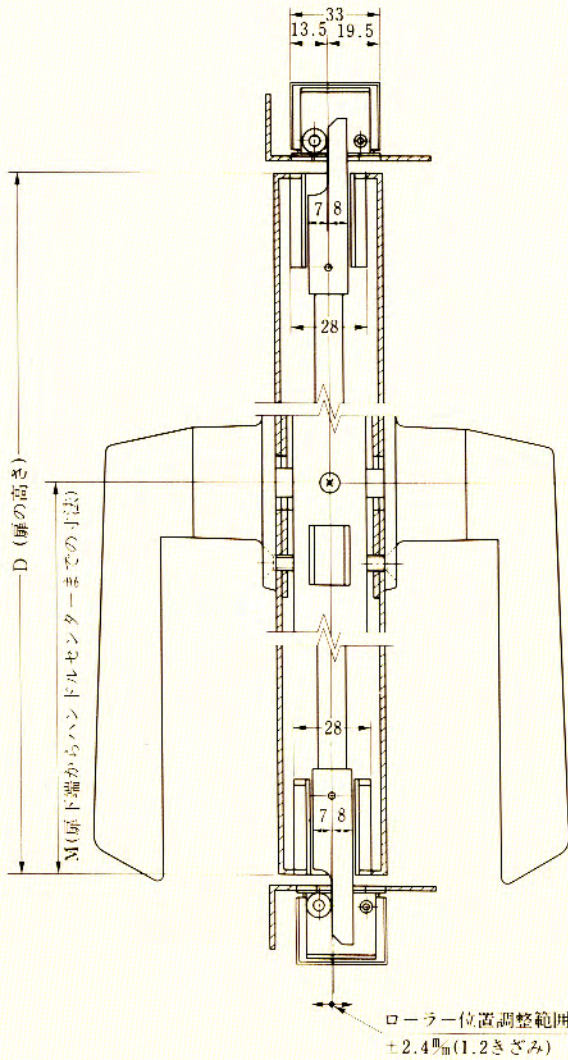 33
13.5 19.5
7 8
28
D (扉の高さ)
M(扉下端からハンドルセンターまでの寸法)
28
7 8
ローラー位置調整範囲
±2.4m/m(1.2きざみ)